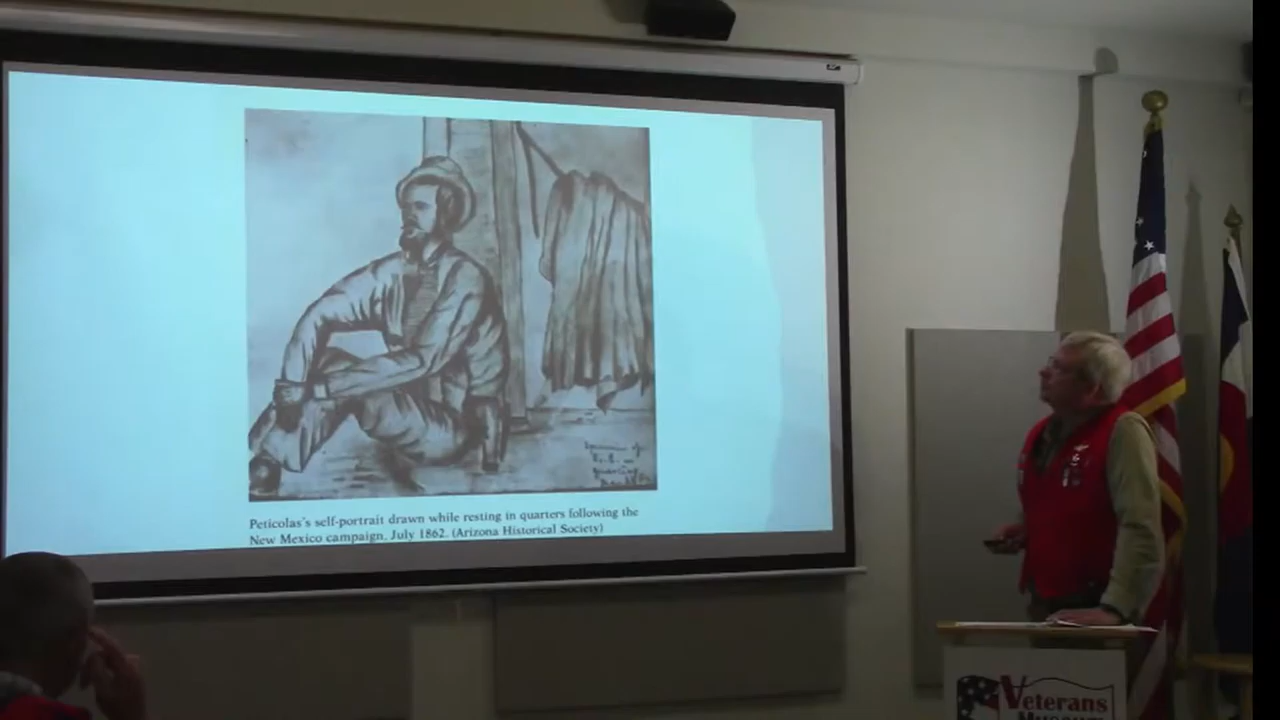 Peticolas's self-portrait drawn while resting in quarters following the
New Mexico campaign, July 1862. (Arizona Historical Society)
Veterans
Museum